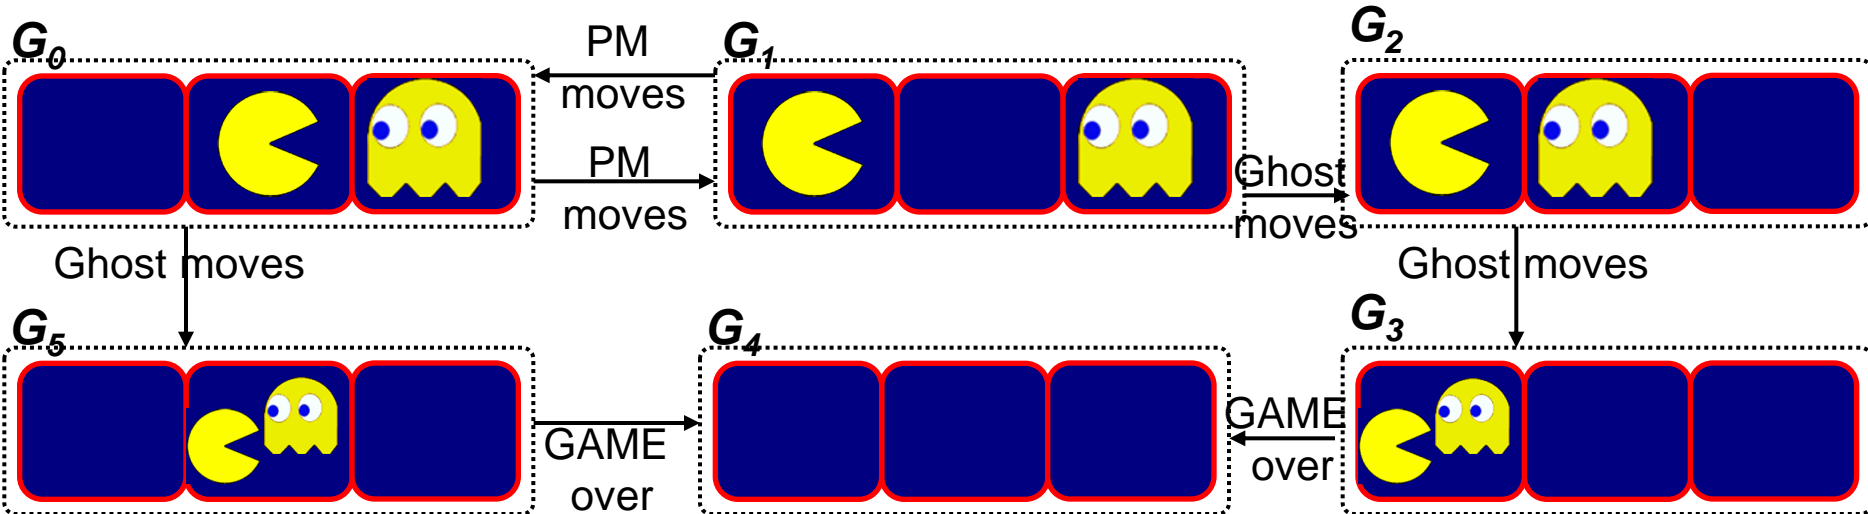 G0
PM
moves
G1
G2
PM
moves
Ghost
moves
Ghost moves
Ghost moves
G5
G4
G3
GAME
over
GAME
over